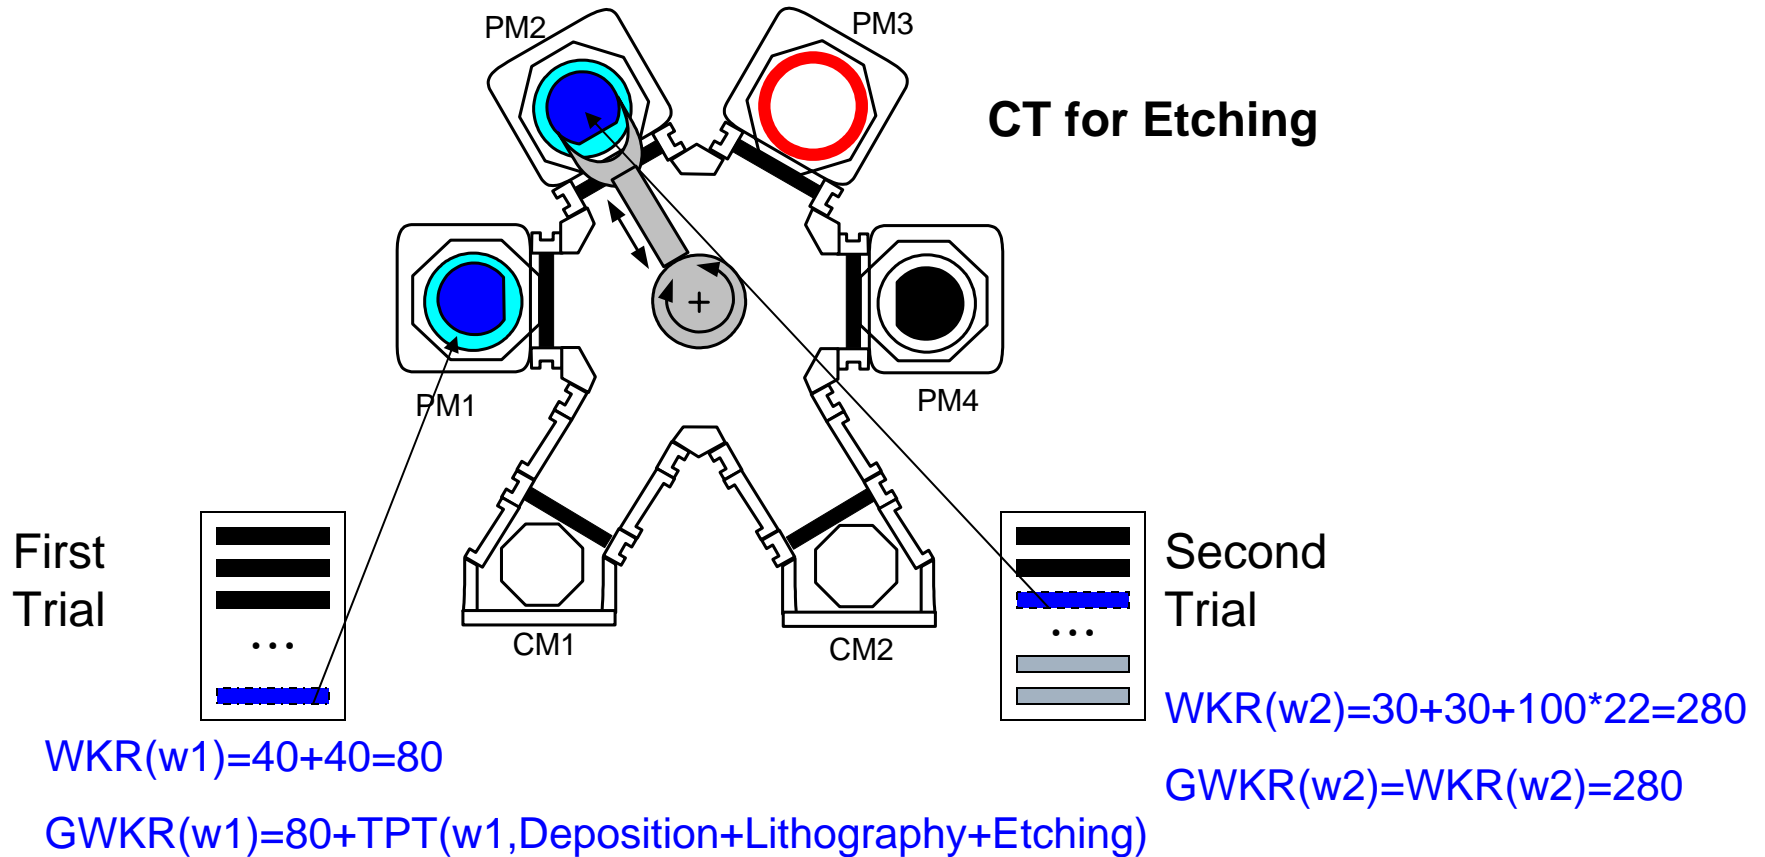 PM2
PM3
CT for Etching
PM1
PM4
First
Trial
...
CM1
CM2
Second
Trial
...
WKR(w2)=30+30+100*22=280
WKR(w1)=40+40=80
GWKR(w2)=WKR(w2)=280
GWKR(w1)=80+TPT(w1,Deposition+Lithography+Etching)